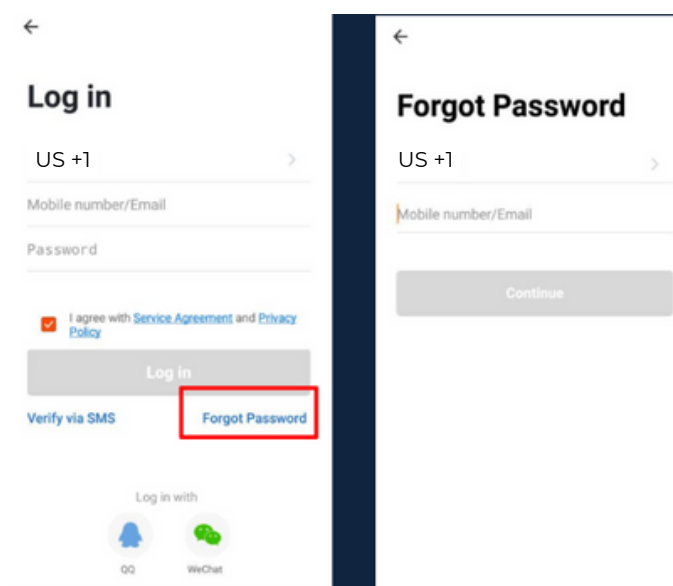 Log in
US +1
Mobile number/Email
Password
I agree with Service Agreement and Privacy
Policy
Log in
Verify via SMS
Forgot Password
Log in with
QQ
WeChat
Forgot Password
US +1
Mobile number/Email
Continue